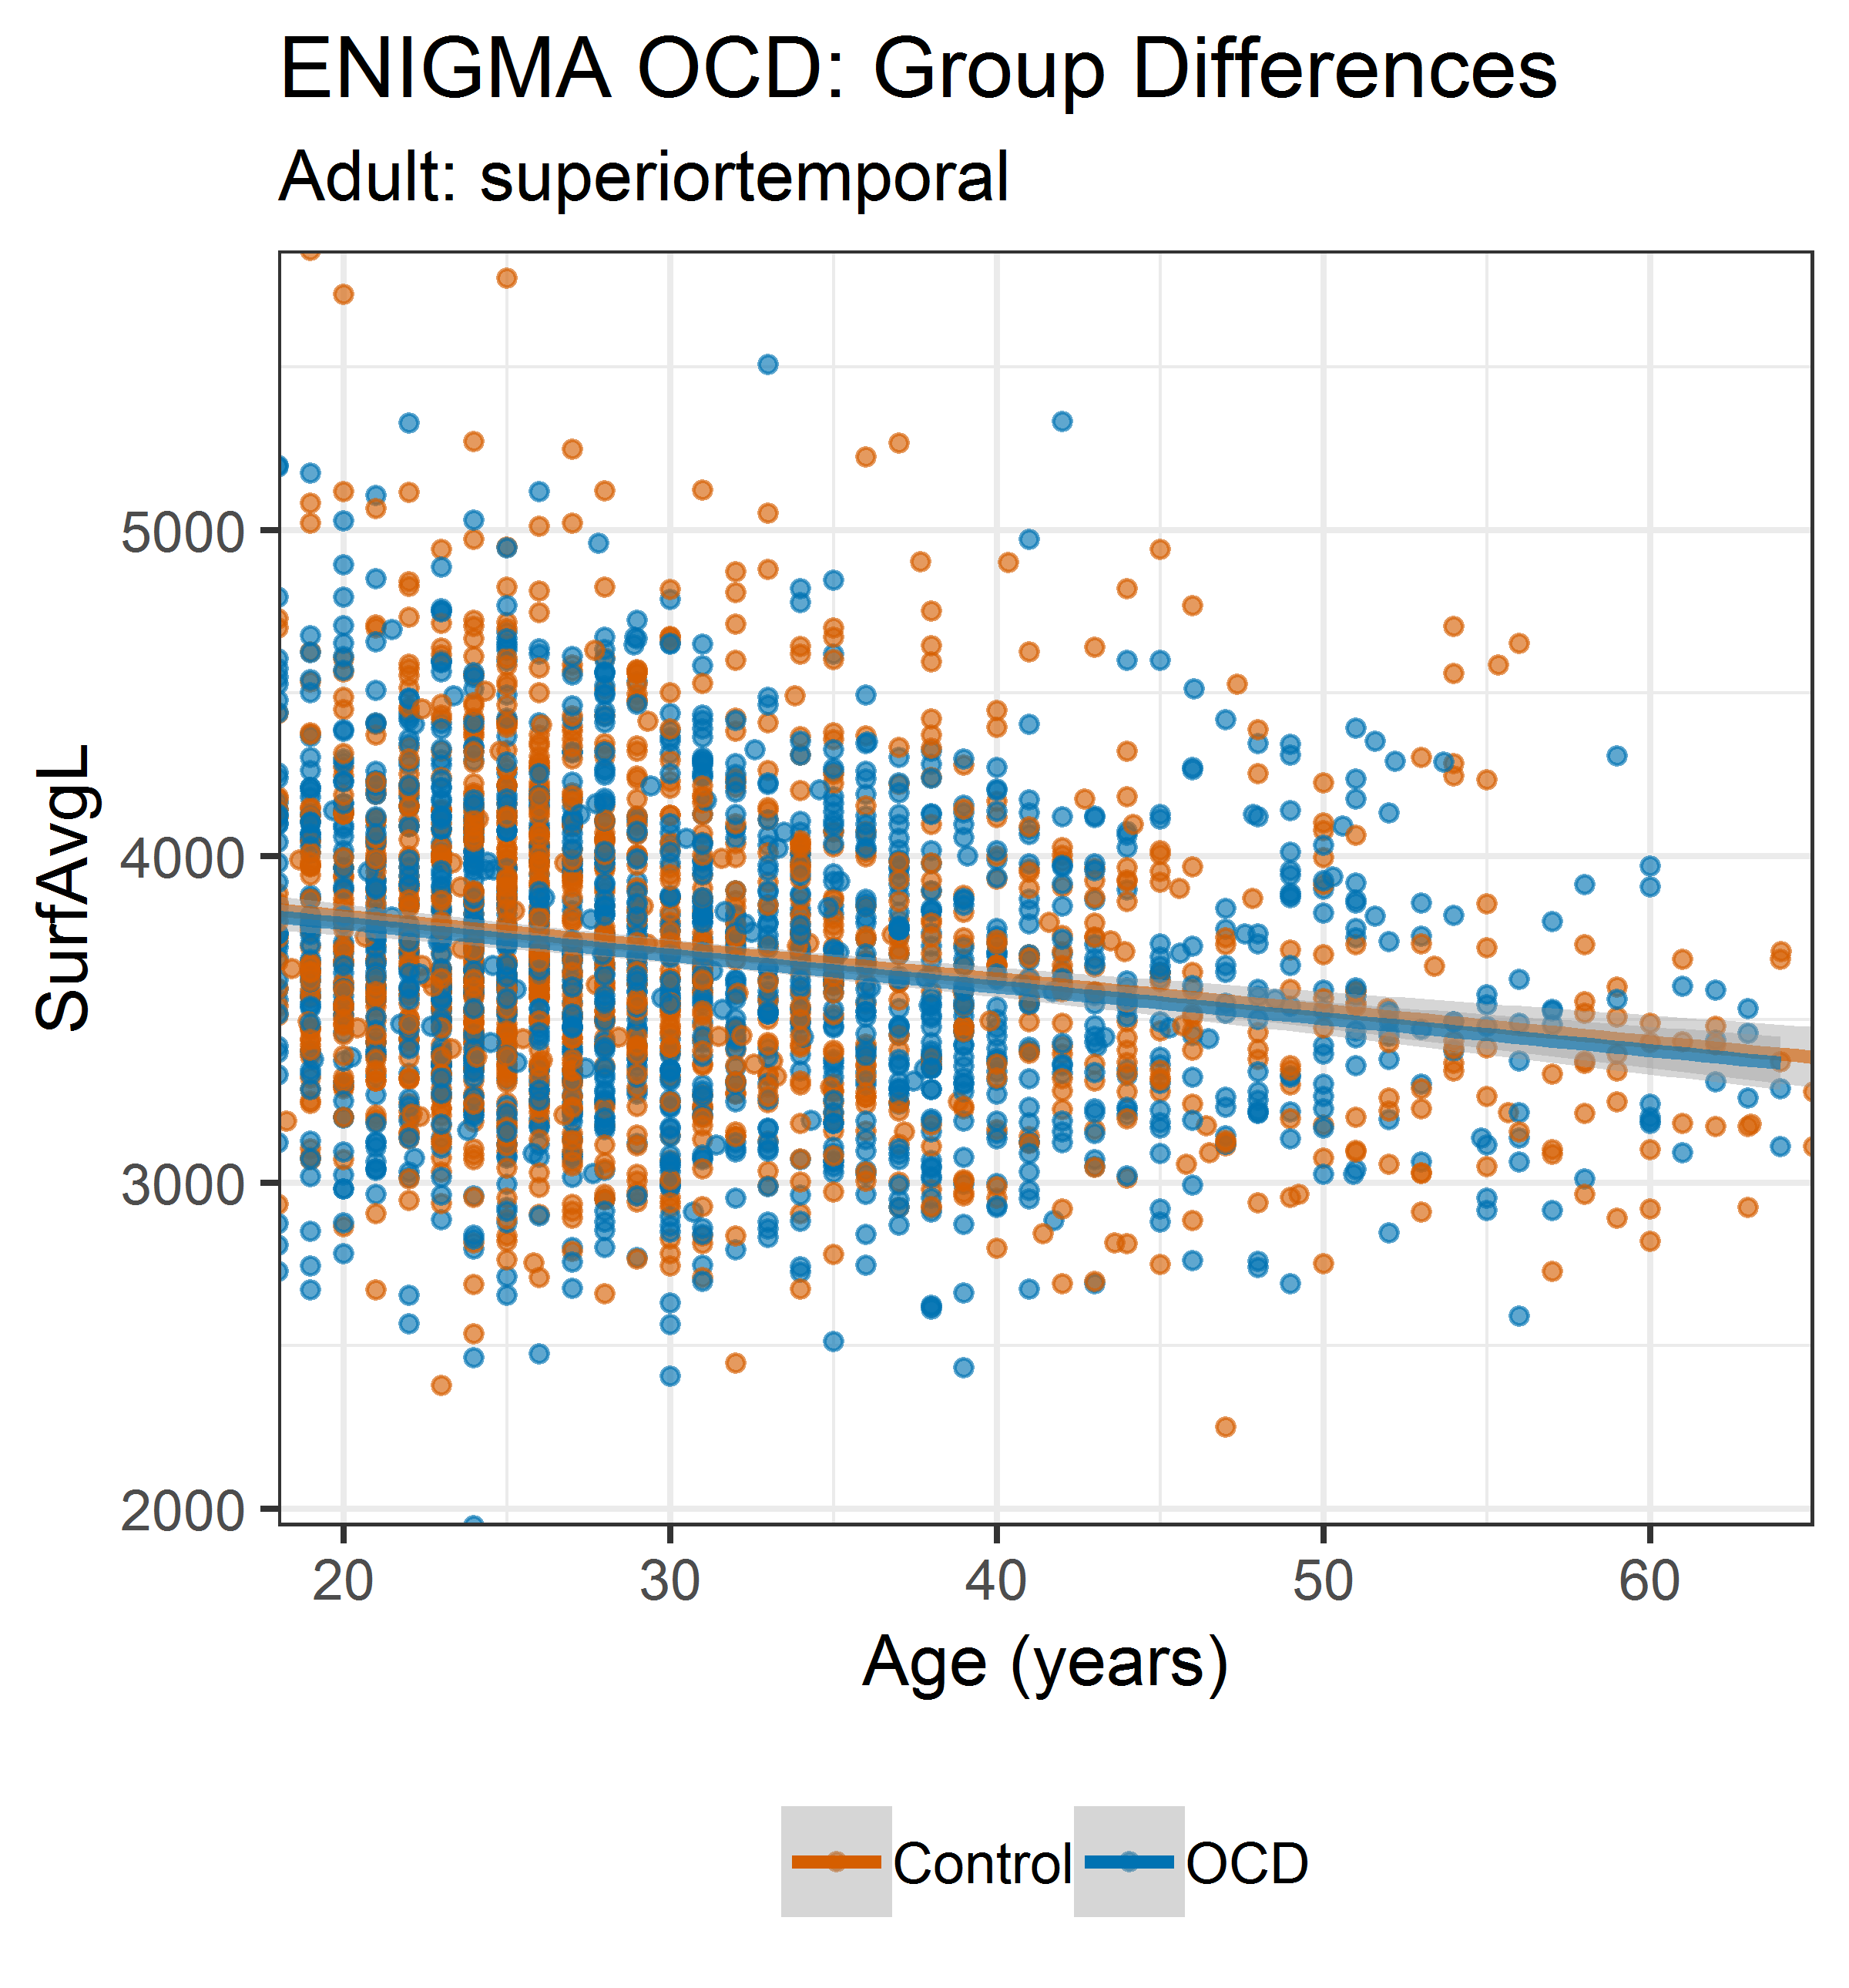 ENIGMA OCD: Group Differences
Adult: superiortemporal
SurfAvgL
5000
4000
3000
2000
20 30 40 50 60
Age (years)
Control OCD